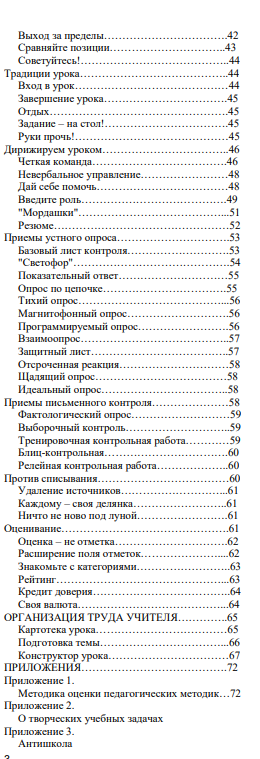 Выход за пределы…………………………….42
Сравняйте позиции…………………………..43
Советуйтесь!………………………………….44
Традиции урока…………………………………….44
Вход в урок……………………………………44
Завершение урока…………………………….45
Отдых………………………………………….45
Задание – на стол!…………………………….45
Руки прочь!……………………………………45
Дирижируем уроком……………………………….46
Четкая команда……………………………….46
Невербальное управление……………………48
Дай себе помочь………………………………48
Введите роль………………………………….49
"Мордашки"…………………………………..51
Резюме…………………………………………52
Приемы устного опроса……………………………53
Базовый лист контроля……………………….53
"Светофор"……………………………………54
Показательный ответ…………………………55
Опрос по цепочке…………………………….55
Тихий опрос…………………………………..56
Магнитофонный опрос………………………56
Программируемый опрос……………………56
Взаимоопрос………………………………….57
Защитный лист……………………………….57
Отсроченная реакция…………………………58
Щадящий опрос………………………………58
Идеальный опрос……………………………..58
Приемы письменного контроля……………………58
Фактологический опрос………………………59
Выборочный контроль………………………..59
Тренировочная контрольная работа…………59
Блиц-контрольная…………………………….60
Релейная контрольная работа………………..60
Против списывания………………………………..60
Удаление источников………………………..61
Каждому – своя делянка……………………..61
Ничто не ново под луной…………………….61
Оценивание…………………………………………61
Оценка – не отметка………………………….62
Расширение поля отметок…………………...62
Знакомьте с категориями…………………….63
Рейтинг………………………………………..63
Кредит доверия……………………………….64
Своя валюта…………………………………..64
ОРГАНИЗАЦИЯ ТРУДА УЧИТЕЛЯ………….65
Картотека урока………………………………65
Подготовка темы……………………………..66
Конструктор урока……………………………66
ПРИЛОЖЕНИЯ……………………………………72
Приложение 1.
Методика оценки педагогических методик…72
Приложение 2.
О творческих учебных задачах
Приложение 3.
Антишкола